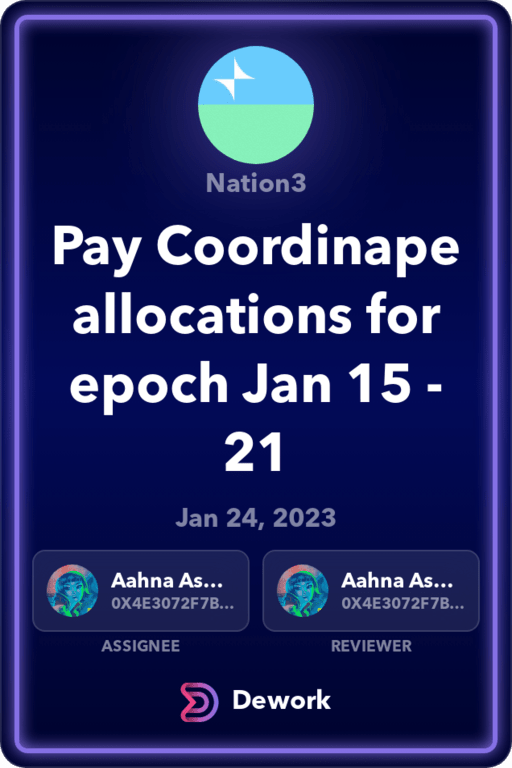 Nation3
Pay Coordinape
allocations for
epoch Jan 15 -
21
Jan 24, 2023
Aahna As...
0X4E3072F7B...
ASSIGNEE
Aahna As...
0X4E3072F7B...
REVIEWER
Dework